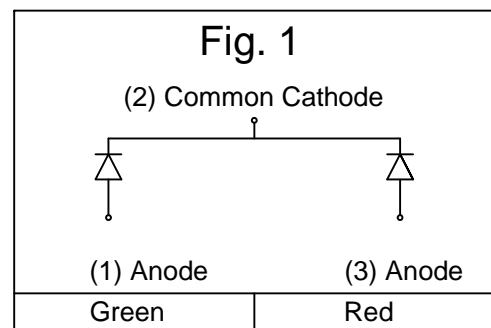 Fig. 1
(2) Common Cathode
(1) Anode (3) Anode
Green Red